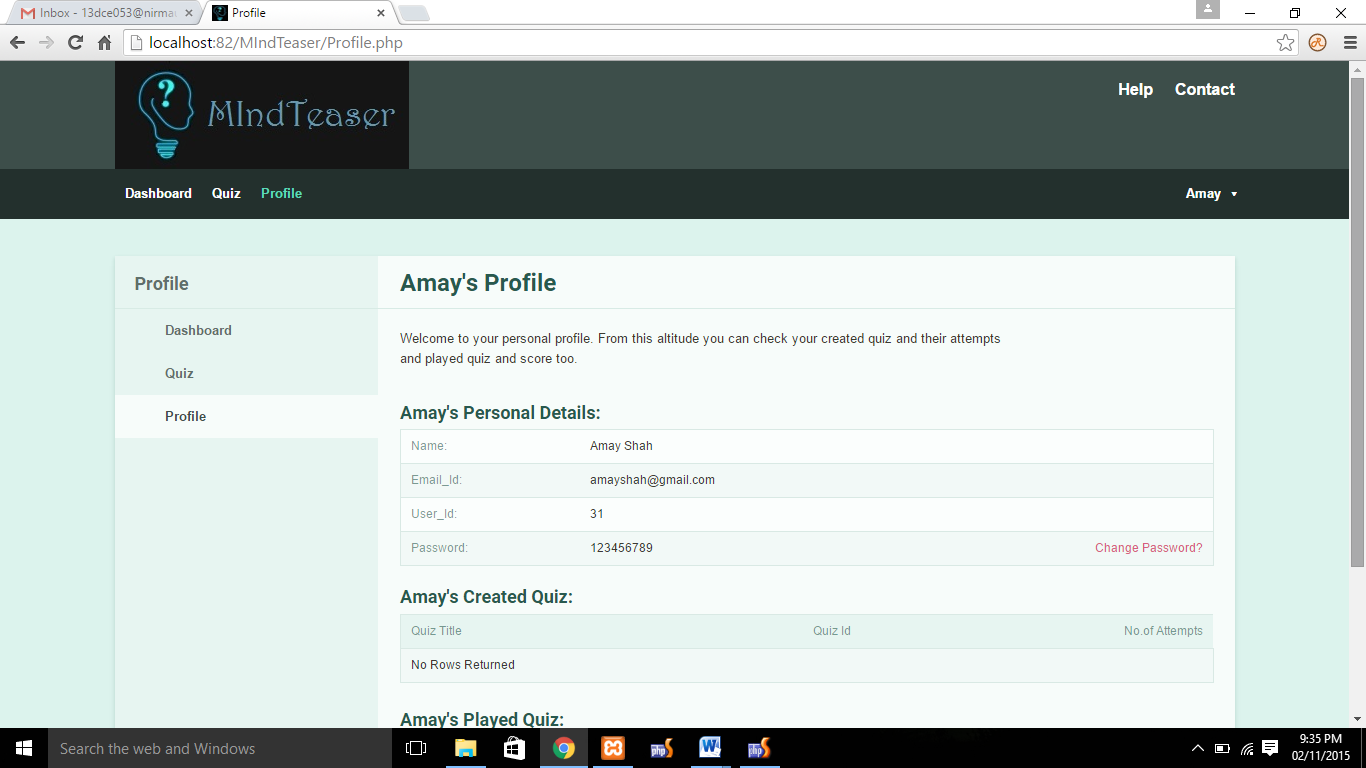 Inbox - 13dce053@nirma
Profile
localhost:82/MIndTeaser/Profile.php
?
MIndTeaser
Help Contact
Dashboard Quiz Profile Amay
Profile
Dashboard
Quiz
Profile
Amay's Profile
Welcome to your personal profile. From this altitude you can check your created quiz and their attempts
and played quiz and score too.
Amay's Personal Details:
Name: Amay Shah
Email_Id: amayshah@gmail.com
User_Id: 31
Password: 123456789 Change Password?
Amay's Created Quiz:
Quiz Title Quiz Id No.of Attempts
No Rows Returned
Amay's Played Quiz:
Search the web and Windows
php
php
9:35 PM
02/11/2015